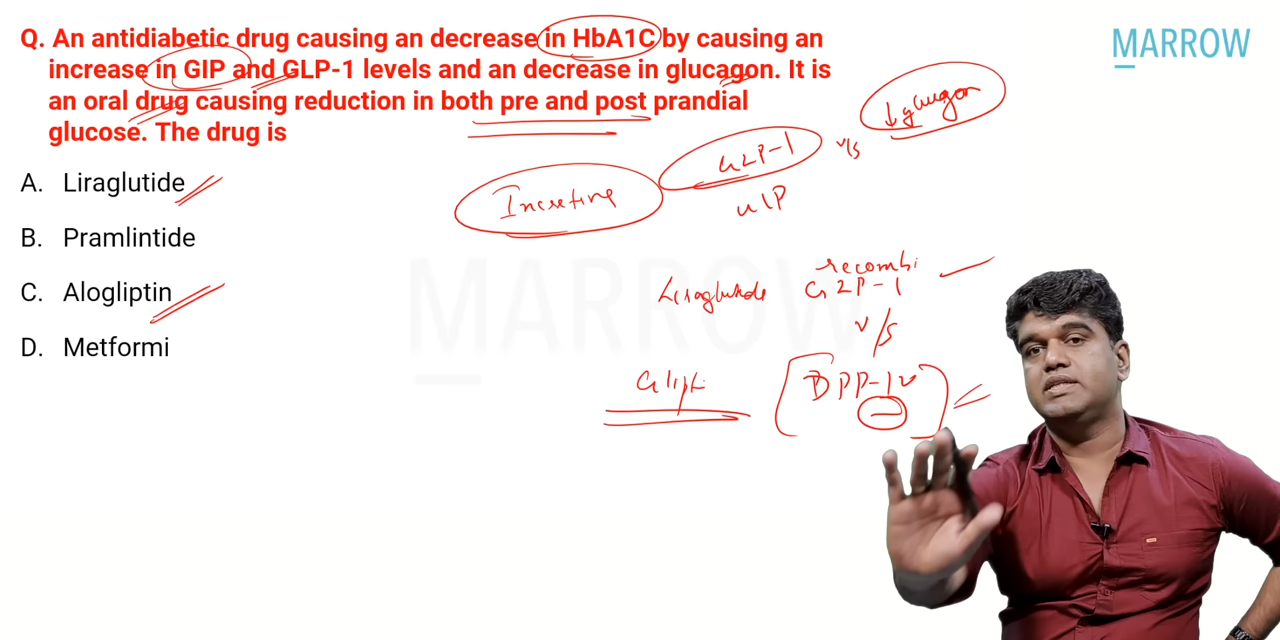 Q. An antidiabetic drug causing an decrease in HbA1C by causing an
increase in GIP and GLP-1 levels and an decrease in glucagon. It is
an oral drug causing reduction in both pre and post prandial
glucose. The drug is
MARROW
A. Liraglutide
B. Pramlintide
C. Alogliptin
D. Metformi
↓glucagon
v/s
GLP-1
Incretins
GIP
MARROW
recombi
Liraglutide GLP-1
v/s
Glipti
DPP-IV